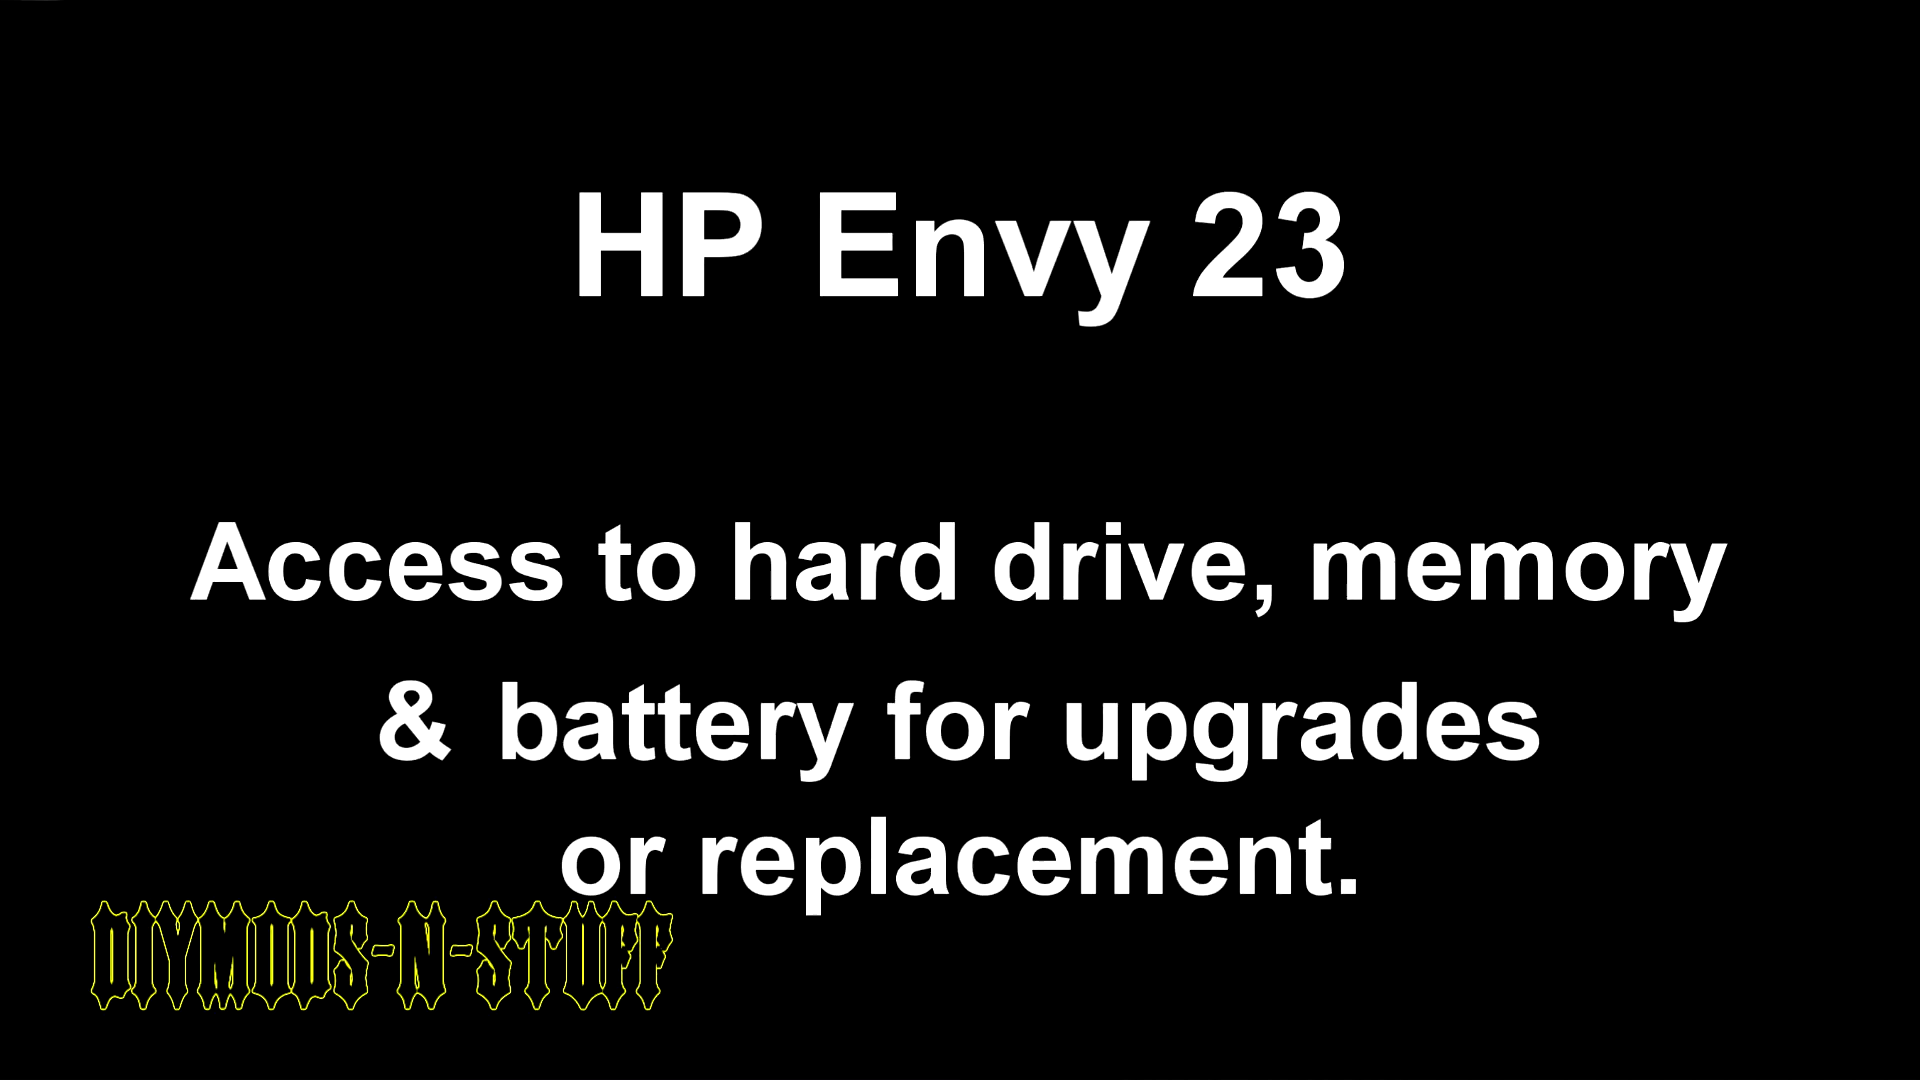 HP Envy 23
Access to hard drive, memory
& battery for upgrades
or replacement.
DIYMODS-N-STUFF